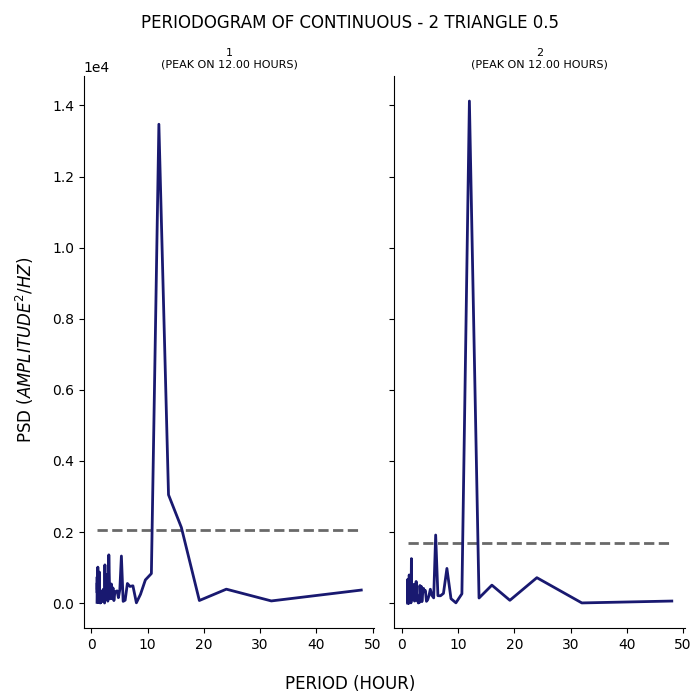 PERIODOGRAM OF CONTINUOUS - 2 TRIANGLE 0.5
1
(PEAK ON 12.00 HOURS)
2
(PEAK ON 12.00 HOURS)
1e4
1.4
1.2
1.0
0.8
0.6
0.4
0.2
0.0
PSD (AMPLITUDE²/HZ)
0 10 20 30 40 50
0 10 20 30 40 50
PERIOD (HOUR)